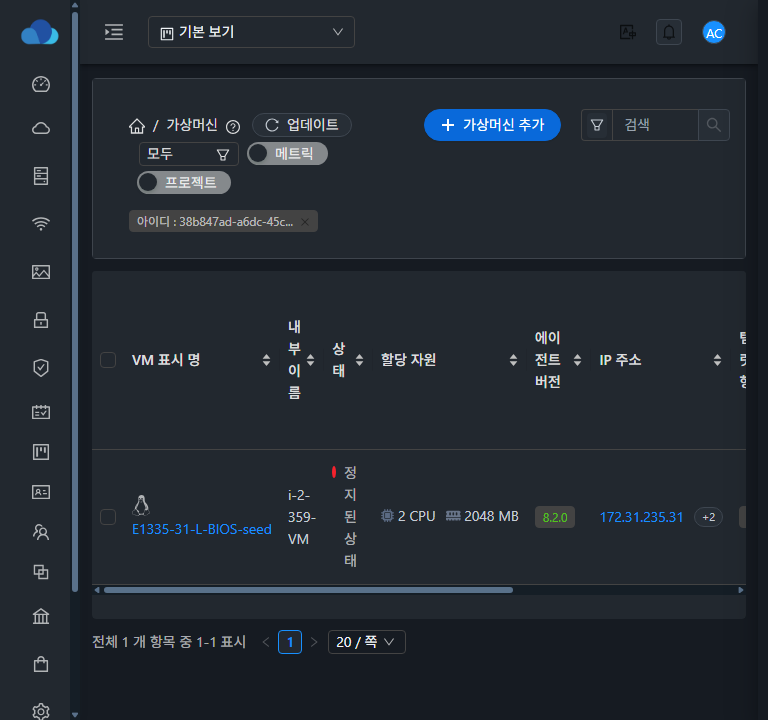 기본 보기
AC
/ 가상머신
업데이트
가상머신 추가
검색
모두
메트릭
프로젝트
아이디 : 38b847ad-a6dc-45c...
VM 표시 명
내
부
이
름
상
태
할당 자원
에이
전트
버전
IP 주소
E1335-31-L-BIOS-seed
i-2-
359-
VM
정
지
된
상
태
2 CPU
2048 MB
8.2.0
172.31.235.31
+2
전체 1 개 항목 중 1-1 표시
1
20 / 쪽